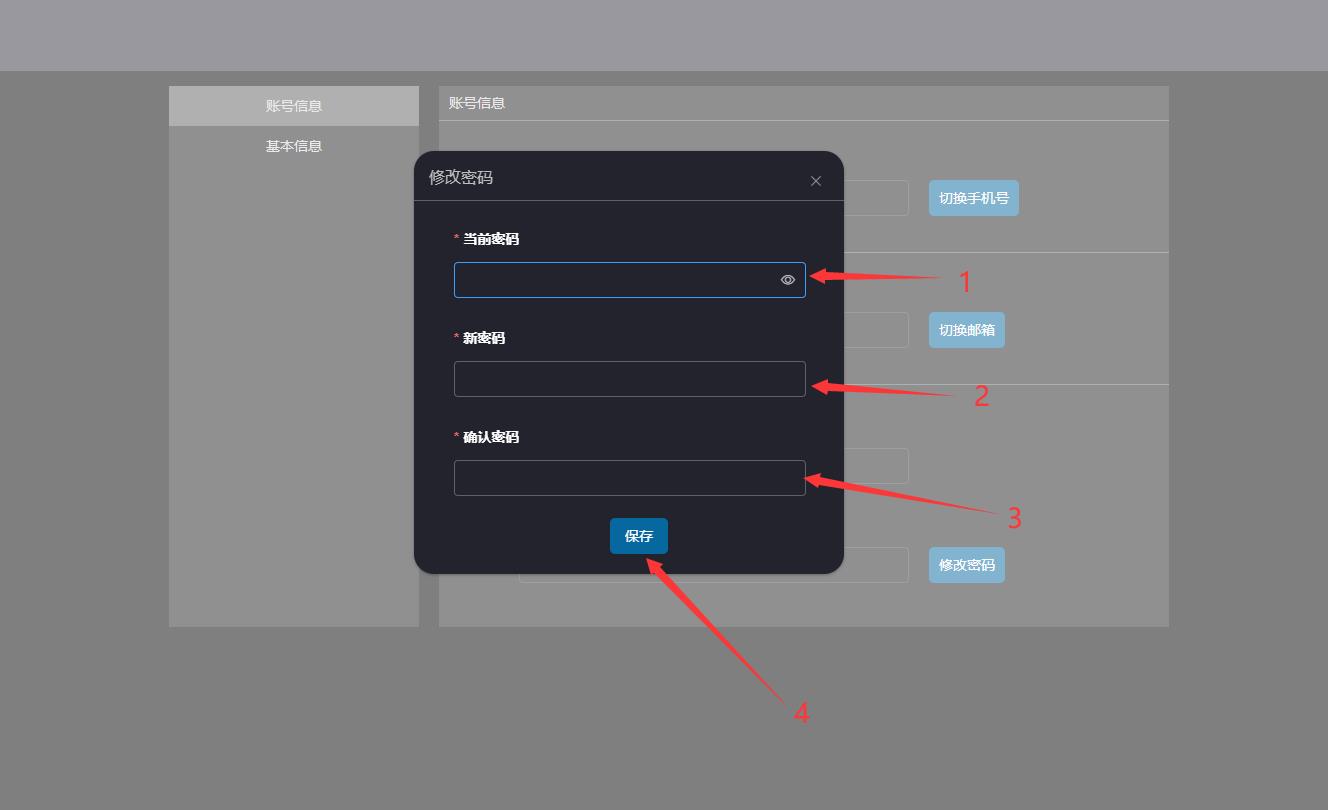 账号信息
基本信息
账号信息
切换手机号
切换邮箱
修改密码
修改密码
* 当前密码
1
* 新密码
2
* 确认密码
3
保存
4